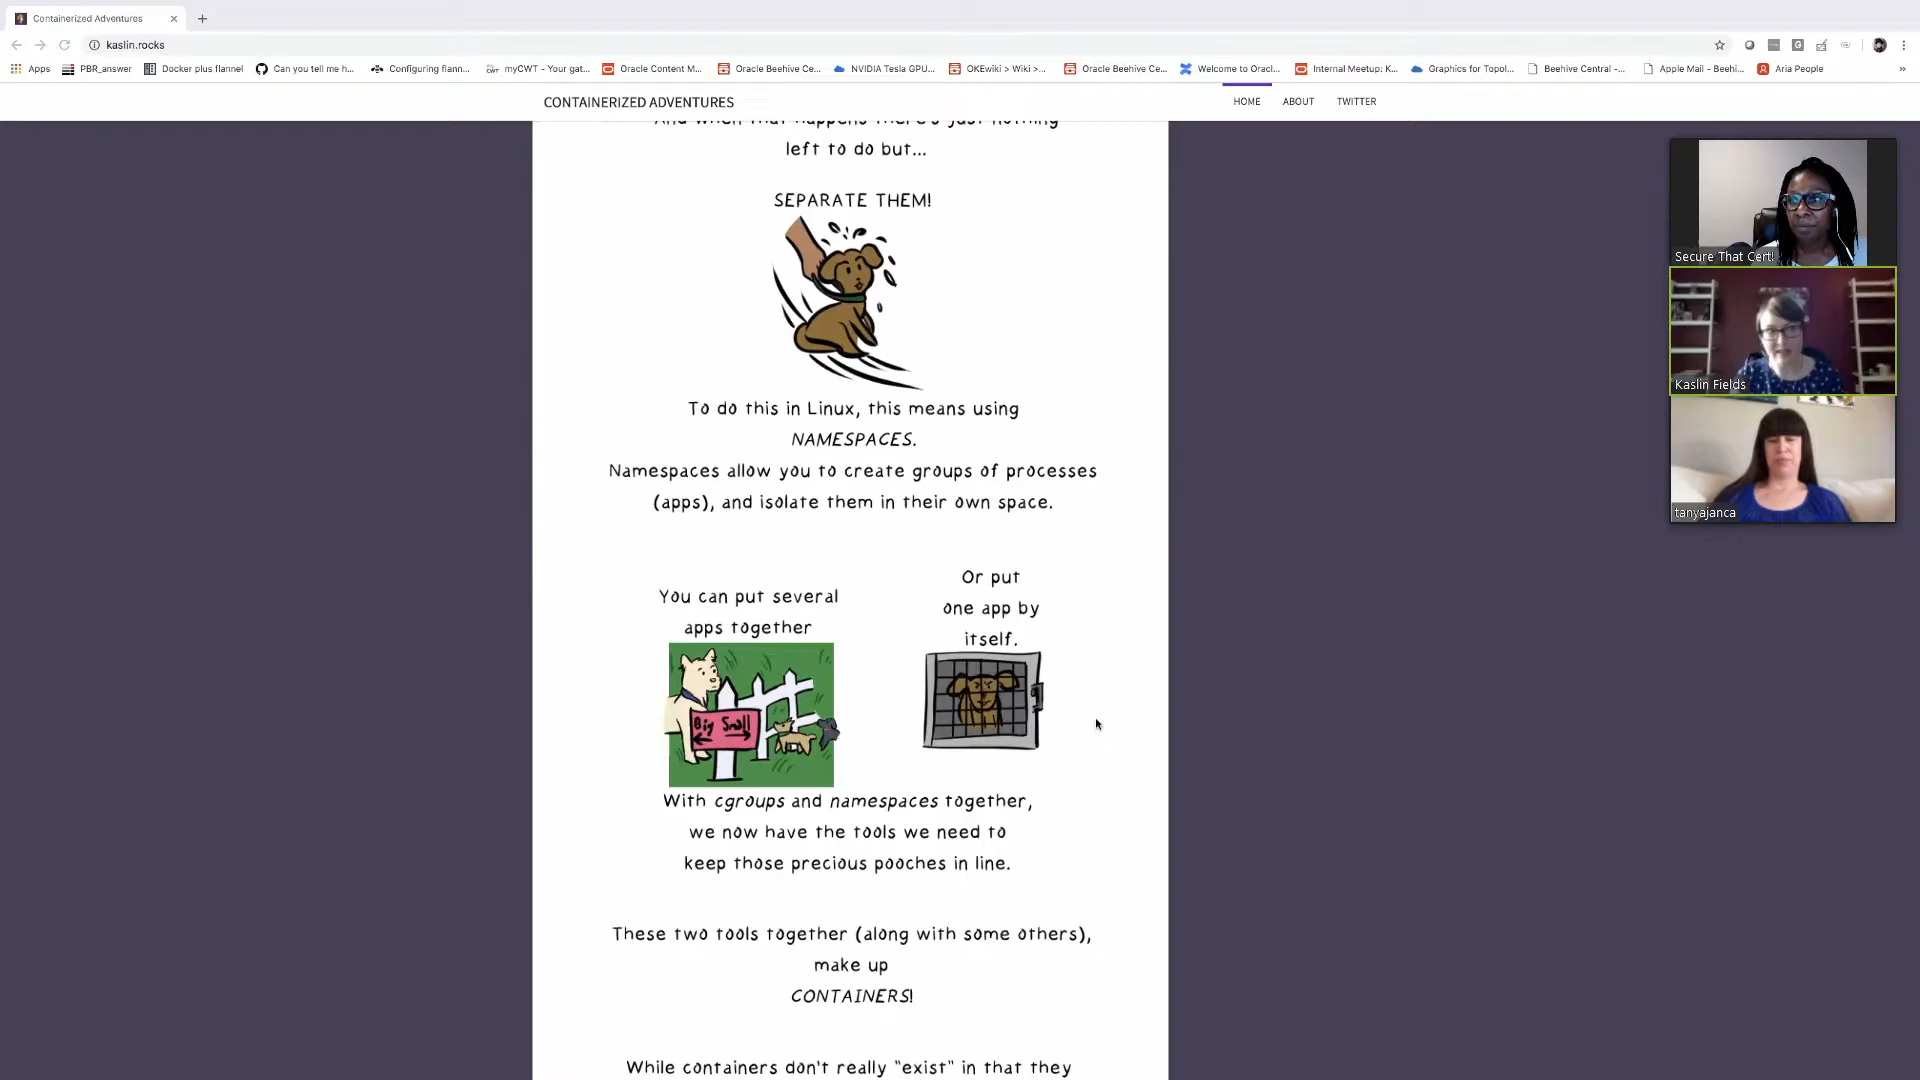 Containerized Adventures
kaslin.rocks
Apps
PBR_answer
Docker plus flannel
Can you tell me h...
Configuring flann...
myCWT - Your gat...
Oracle Content M...
Oracle Beehive Ce...
NVIDIA Tesla GPU...
OKEwiki > Wiki >...
Oracle Beehive Ce...
Welcome to Oracl...
Internal Meetup: K...
Graphics for Topol...
Beehive Central -...
Apple Mail - Beehi...
Aria People
»
CONTAINERIZED ADVENTURES
HOME
ABOUT
TWITTER
And when that happens there's just nothing
left to do but...
SEPARATE THEM!
To do this in Linux, this means using
NAMESPACES.
Namespaces allow you to create groups of processes
(apps), and isolate them in their own space.
You can put several
apps together
Big Small
Or put
one app by
itself.
With cgroups and namespaces together,
we now have the tools we need to
keep those precious pooches in line.
These two tools together (along with some others),
make up
CONTAINERS!
While containers don't really "exist" in that they
Secure That Cert!
Kaslin Fields
tanyajanca